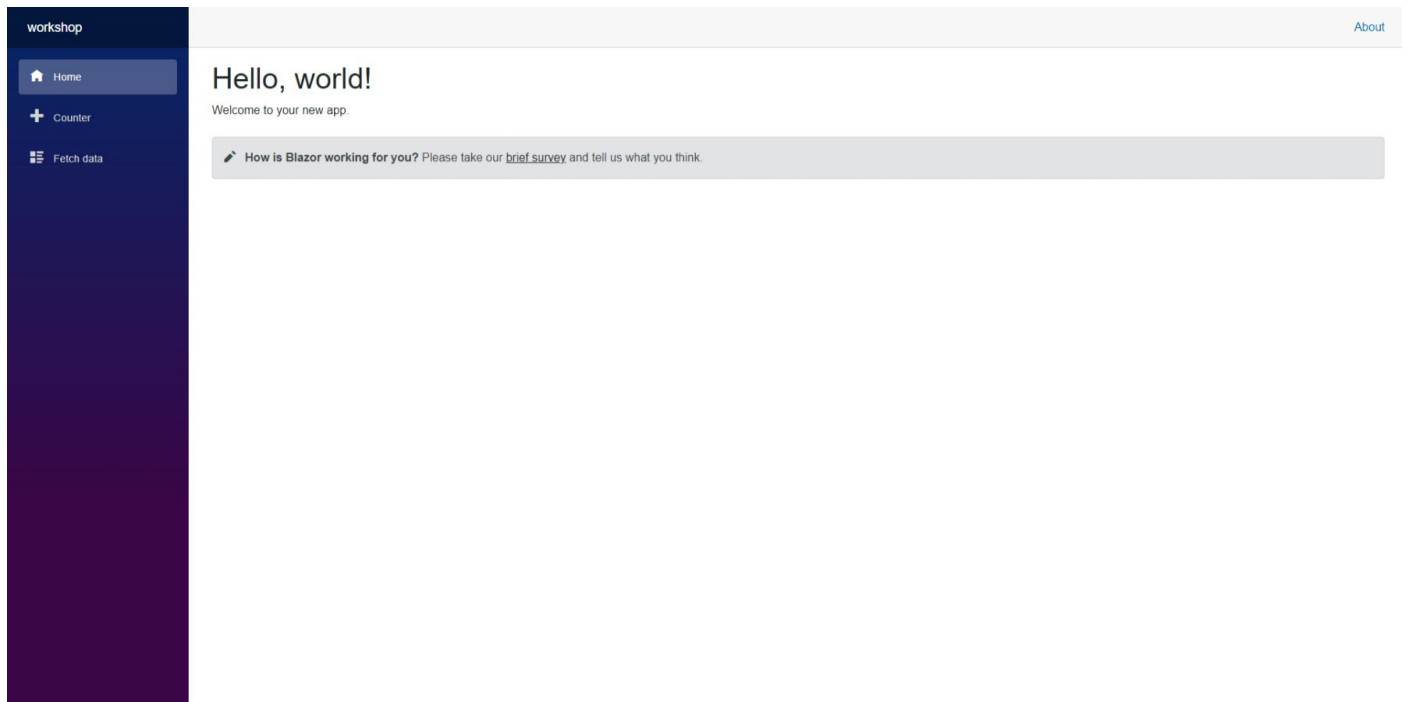 workshop
About
Home
Counter
Fetch data
Hello, world!
Welcome to your new app.
How is Blazor working for you? Please take our brief survey and tell us what you think.